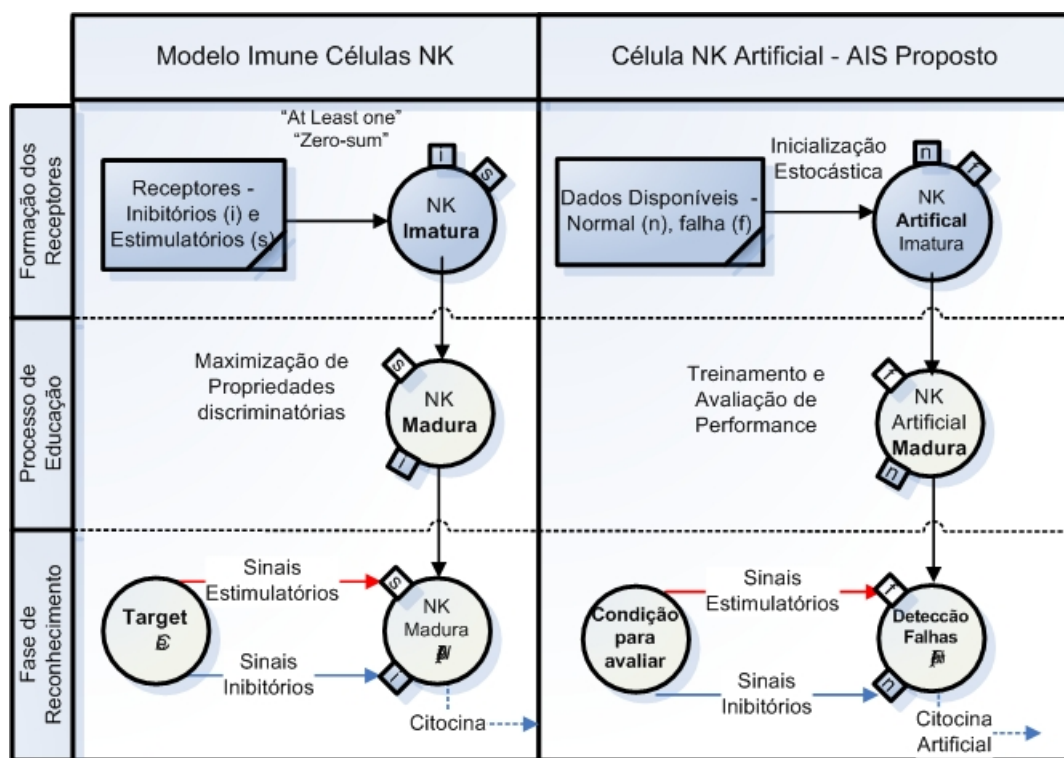 Modelo Imune Células NK
Célula NK Artificial - AIS Proposto
Formação dos
Receptores
Receptores -
Inibitórios (i) e
Estimulatórios (s)
“At Least one”
“Zero-sum”
i
s
NK
Imatura
Dados Disponíveis -
Normal (n), falha (f)
Inicialização
Estocástica
n
f
NK
Artifical
Imatura
Processo de
Educação
Maximização de
Propriedades
discriminatórias
s
NK
Madura
i
Treinamento e
Avaliação de
Performance
f
NK
Artificial
Madura
n
Fase de
Reconhecimento
Target
Sinais
Estimulatórios
Sinais
Inibitórios
s
NK
Madura
i
Citocina
Condição
para
avaliar
Sinais
Estimulatórios
Sinais
Inibitórios
f
Deteccão
Falhas
n
Citocina
Artificial